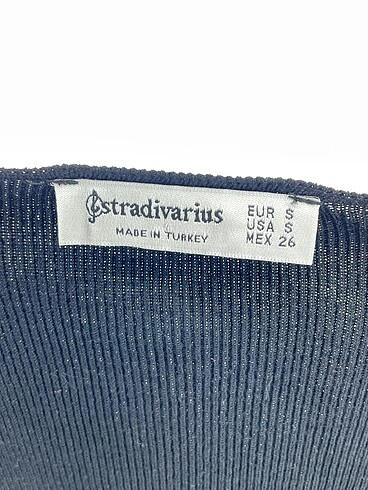 stradivarius
MADE IN TURKEY
EUR S
USA S
MEX 26